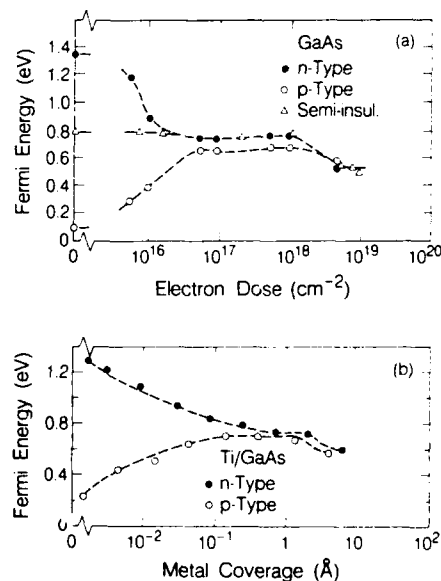 GaAs
(a)
n-Type
p-Type
Semi-insul.
1.4
1.2
1.0
0.8
0.6
0.4
0.2
0
Fermi Energy (eV)
0 10^16 10^17 10^18 10^19 10^20
Electron Dose (cm^-2)
(b)
1.2
0.6
0
Fermi Energy (eV)
Ti/GaAs
n-Type
p-Type
0 10^-2 10^-1 1 10 10^2
Metal Coverage (Å)